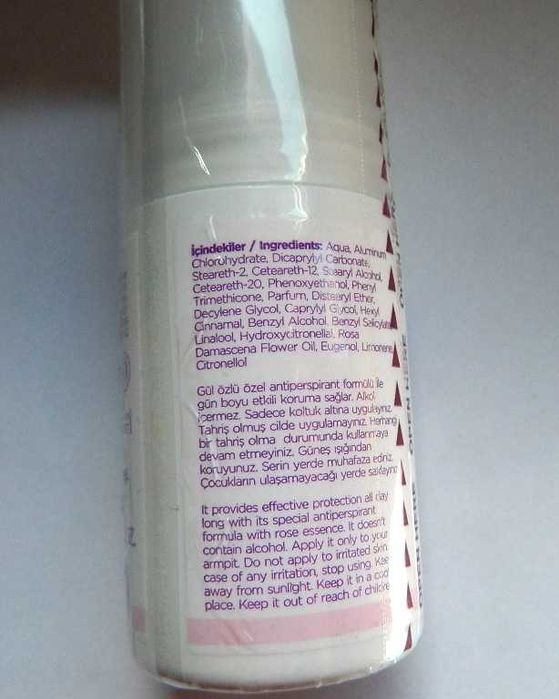 İçindekiler / Ingredients: Aqua, Aluminum
Chlorohydrate, Dicaprylyl Carbonate,
Steareth-2, Ceteareth-12, Stearyl Alcohol,
Ceteareth-20, Phenoxyethanol, Phenyl
Trimethicone, Parfum, Distearyl Ether,
Decylene Glycol, Caprylyl Glycol, Hexyl
Cinnamal, Benzyl Alcohol, Benzyl Salicylate
Linalool, Hydroxycitronellal, Rosa
Damascena Flower Oil, Eugenol, Limonene
Citronellol
Gül özlü özel antiperspirant formülü ile
gün boyu etkili koruma sağlar. Alkol
içermez. Sadece koltuk altına uygulayınız.
Tahriş olmuş cilde uygulamayınız. Herhangi
bir tahriş olma durumunda kullanmaya
devam etmeyiniz. Güneş ışığından
koruyunuz. Serin yerde muhafaza ediniz.
Çocukların ulaşamayacağı yerde saklayınız
It provides effective protection all day
long with its special antiperspirant
formula with rose essence. It doesn't
contain alcohol. Apply it only to your
armpit. Do not apply to irritated skin.
case of any irritation, stop using. Kee
away from sunlight. Keep it in a cool
place. Keep it out of reach of childre
OPEN HERE